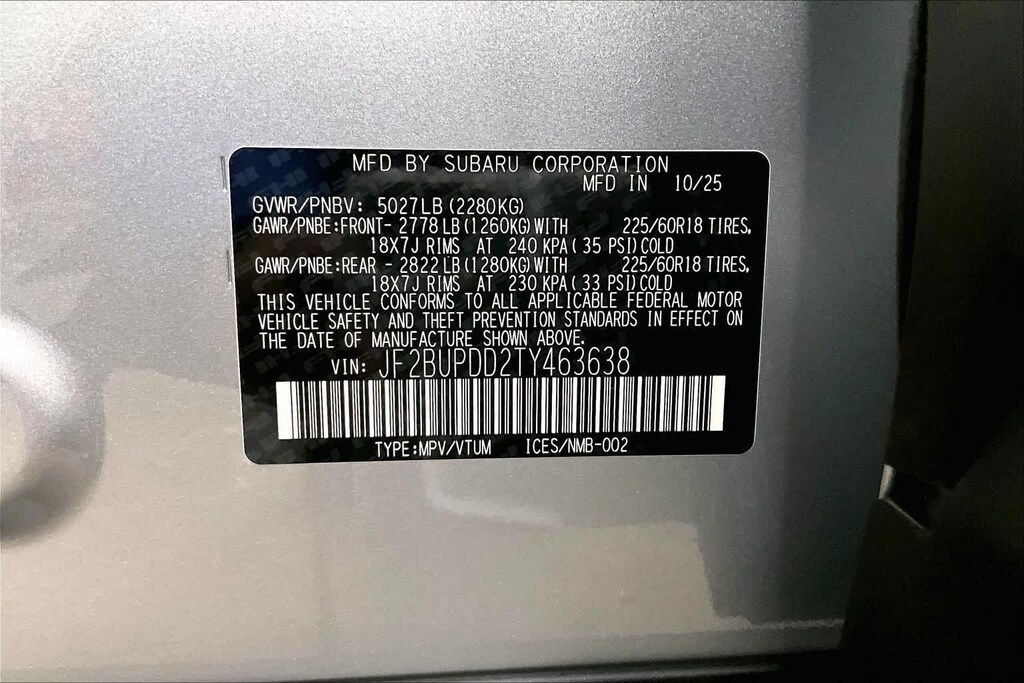 MFD BY SUBARU CORPORATION
MFD IN 10/25
GVWR/PNBV: 5027LB (2280KG)
GAWR/PNBE:FRONT- 2778 LB (1260KG) WITH 225/60R18 TIRES,
18X7J RIMS AT 240 KPA ( 35 PSI) COLD
GAWR/PNBE:REAR - 2822 LB (1280KG) WITH 225/60R18 TIRES,
18X7J RIMS AT 230 KPA ( 33 PSI) COLD
THIS VEHICLE CONFORMS TO ALL APPLICABLE FEDERAL MOTOR
VEHICLE SAFETY AND THEFT PREVENTION STANDARDS IN EFFECT ON
THE DATE OF MANUFACTURE SHOWN ABOVE.
VIN: JF2BUPDD2TY463638
TYPE:MPV/VTUM ICES/NMB-002